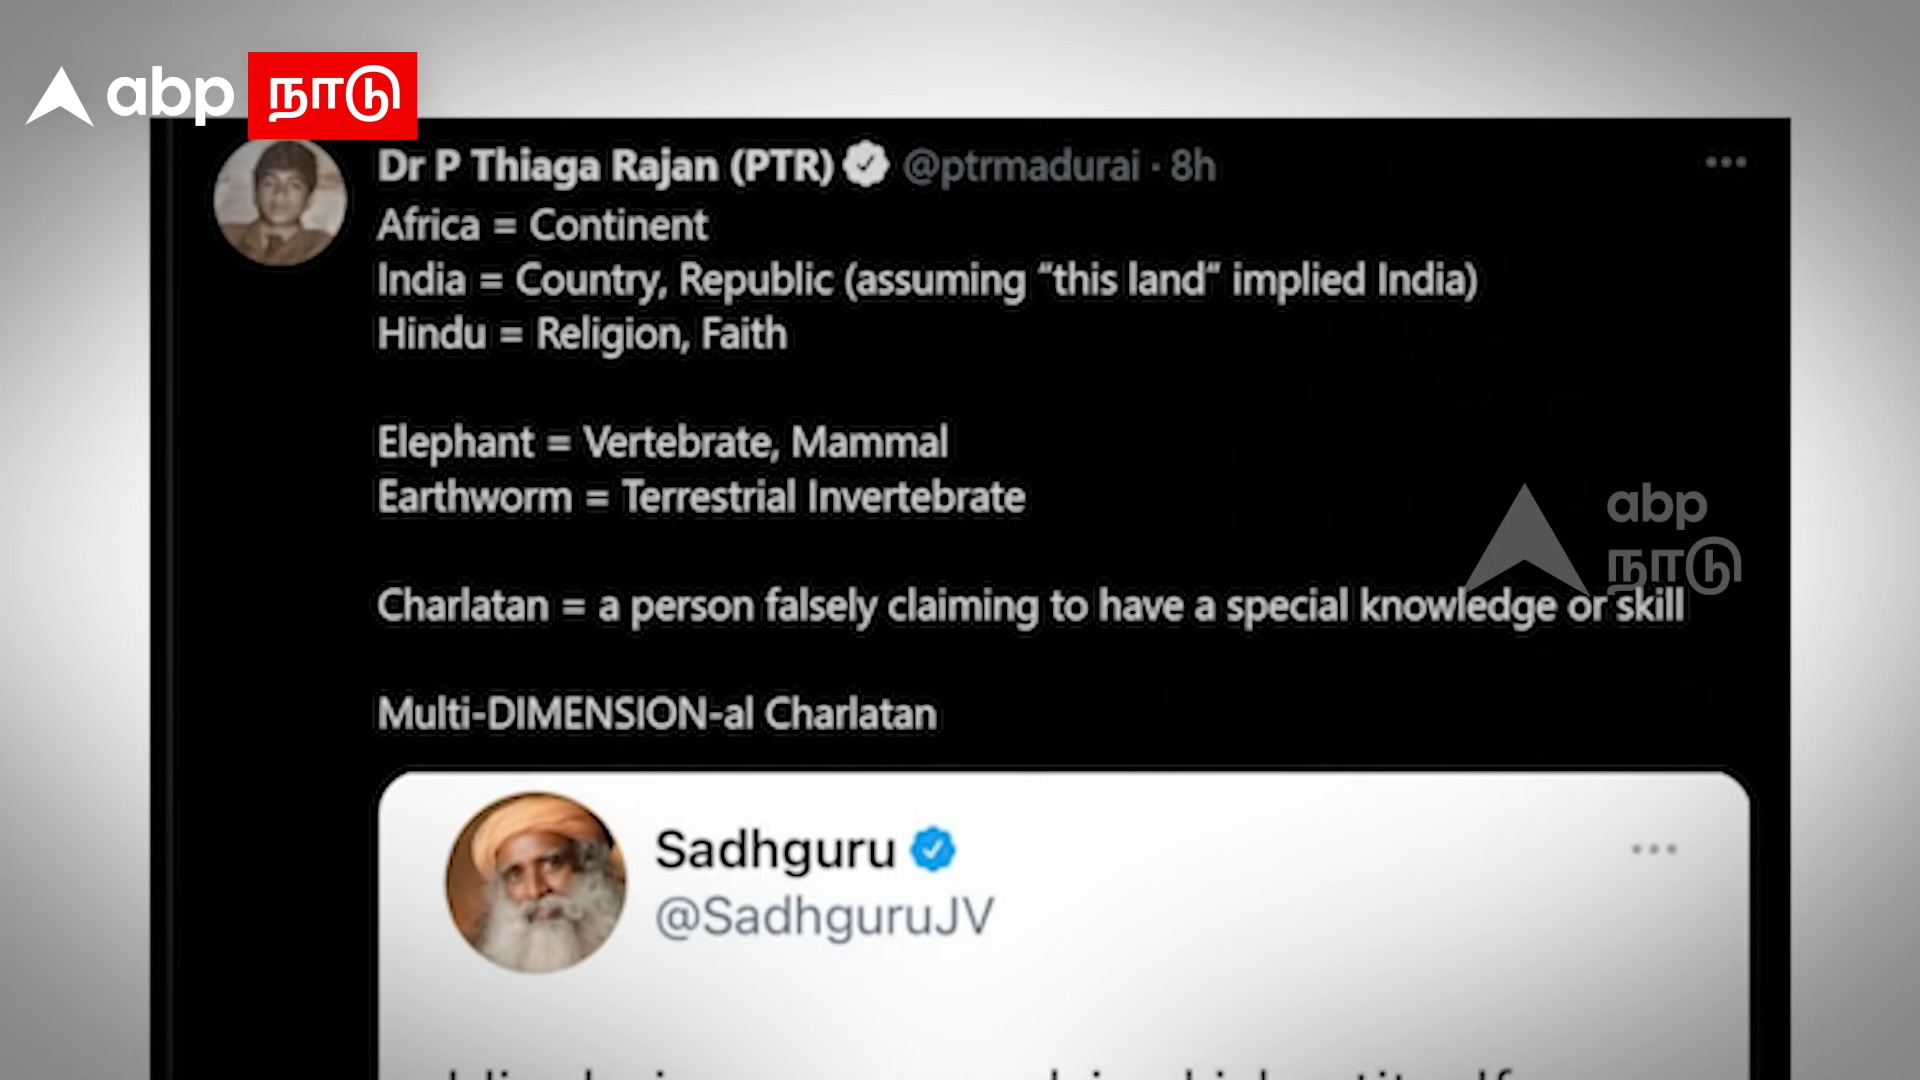 abp நாடு
Dr P Thiaga Rajan (PTR) @ptrmadurai · 8h
Africa = Continent
India = Country, Republic (assuming “this land” implied India)
Hindu = Religion, Faith
Elephant = Vertebrate, Mammal
Earthworm = Terrestrial Invertebrate
abp
நாடு
Charlatan = a person falsely claiming to have a special knowledge or skill
Multi-DIMENSION-al Charlatan
Sadhguru
@SadhguruJV